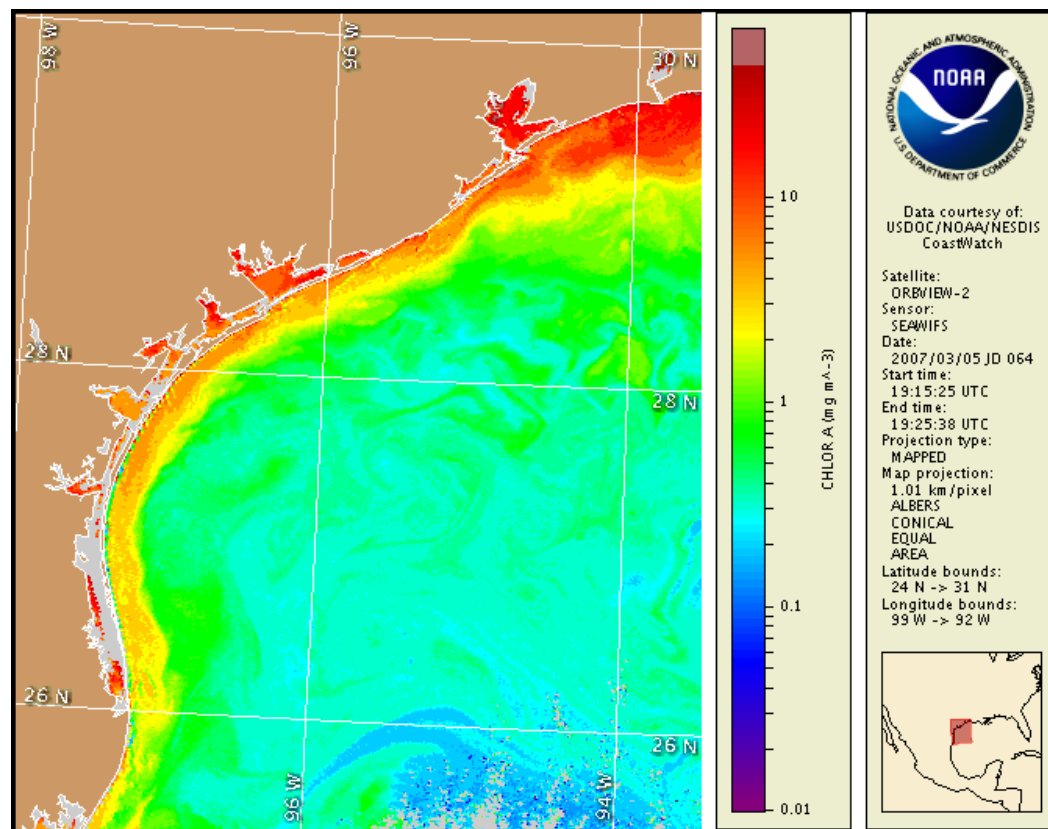 98 W
96 W
30 N
28 N
28 N
26 N
26 N
96 W
94 W
10
1
0.1
0.01
CHLOR A (mg m^-3)
NATIONAL OCEANIC AND ATMOSPHERIC ADMINISTRATION
NOAA
U.S. DEPARTMENT OF COMMERCE
Data courtesy of:
USDOC/NOAA/NESDIS
CoastWatch
Satellite:
ORBVIEW-2
Sensor:
SEAWIFS
Date:
2007/03/05 JD 064
Start time:
19:15:25 UTC
End time:
19:25:38 UTC
Projection type:
MAPPED
Map projection:
1.01 km/pixel
ALBERS
CONICAL
EQUAL
AREA
Latitude bounds:
24 N -> 31 N
Longitude bounds:
99 W -> 92 W